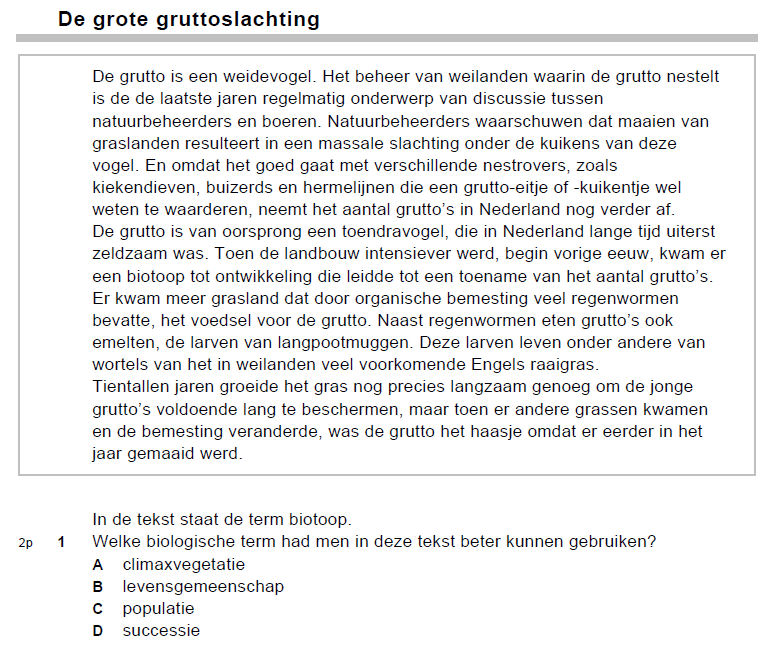 De grote gruttoslachting
De grutto is een weidevogel. Het beheer van weilanden waarin de grutto nestelt
is de de laatste jaren regelmatig onderwerp van discussie tussen
natuurbeheerders en boeren. Natuurbeheerders waarschuwen dat maaien van
graslanden resulteert in een massale slachting onder de kuikens van deze
vogel. En omdat het goed gaat met verschillende nestrovers, zoals
kiekendieven, buizerds en hermelijnen die een grutto-eitje of -kuikentje wel
weten te waarderen, neemt het aantal grutto’s in Nederland nog verder af.
De grutto is van oorsprong een toendravogel, die in Nederland lange tijd uiterst
zeldzaam was. Toen de landbouw intensiever werd, begin vorige eeuw, kwam er
een biotoop tot ontwikkeling die leidde tot een toename van het aantal grutto’s.
Er kwam meer grasland dat door organische bemesting veel regenwormen
bevatte, het voedsel voor de grutto. Naast regenwormen eten grutto’s ook
emelten, de larven van langpootmuggen. Deze larven leven onder andere van
wortels van het in weilanden veel voorkomende Engels raaigras.
Tientallen jaren groeide het gras nog precies langzaam genoeg om de jonge
grutto’s voldoende lang te beschermen, maar toen er andere grassen kwamen
en de bemesting veranderde, was de grutto het haasje omdat er eerder in het
jaar gemaaid werd.
In de tekst staat de term biotoop.
2p 1 Welke biologische term had men in deze tekst beter kunnen gebruiken?
A climaxvegetatie
B levensgemeenschap
C populatie
D successie